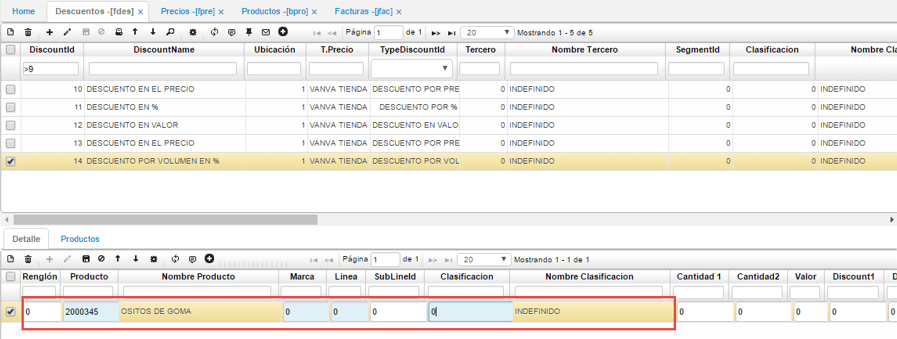 Home Descuentos -[fdes] × Precios -[fpre] × Productos -[bpro] × Facturas -[jfac] ×
Página 1 de 1 20 Mostrando 1 - 5 de 5
DiscountId DiscountName Ubicación T.Precio TypeDiscountId Tercero Nombre Tercero SegmentId Clasificacion Nombre Cla
>9
10 DESCUENTO EN EL PRECIO 1 VANVA TIENDA DESCUENTO POR PRE 0 INDEFINIDO 0 0 INDEFINIDO
11 DESCUENTO EN % 1 VANVA TIENDA DESCUENTO POR % 0 INDEFINIDO 0 0 INDEFINIDO
12 DESCUENTO EN VALOR 1 VANVA TIENDA DESCUENTO EN VALO 0 INDEFINIDO 0 0 INDEFINIDO
13 DESCUENTO EN EL PRECIO 1 VANVA TIENDA DESCUENTO POR PRE 0 INDEFINIDO 0 0 INDEFINIDO
14 DESCUENTO POR VOLUMEN EN % 1 VANVA TIENDA DESCUENTO POR VOL 0 INDEFINIDO 0 0 INDEFINIDO
Detalle Productos
Página 1 de 1 20 Mostrando 1 - 1 de 1
Renglón Producto Nombre Producto Marca Linea SubLineId Clasificacion Nombre Clasificacion Cantidad 1 Cantidad2 Valor Discount1 D
0 2000345 OSITOS DE GOMA 0 0 0 0 INDEFINIDO 0 0 0 0 0